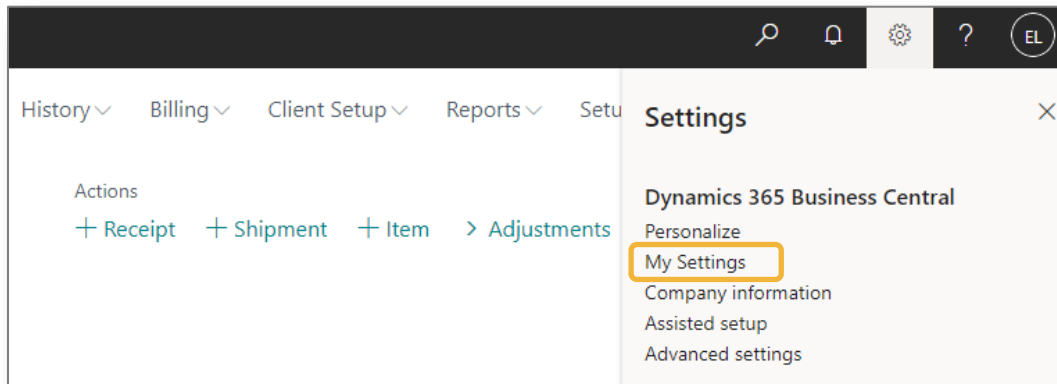 ? EL
History Billing Client Setup Reports Setu
Settings
Actions
+ Receipt + Shipment + Item > Adjustments
Dynamics 365 Business Central
Personalize
My Settings
Company information
Assisted setup
Advanced settings